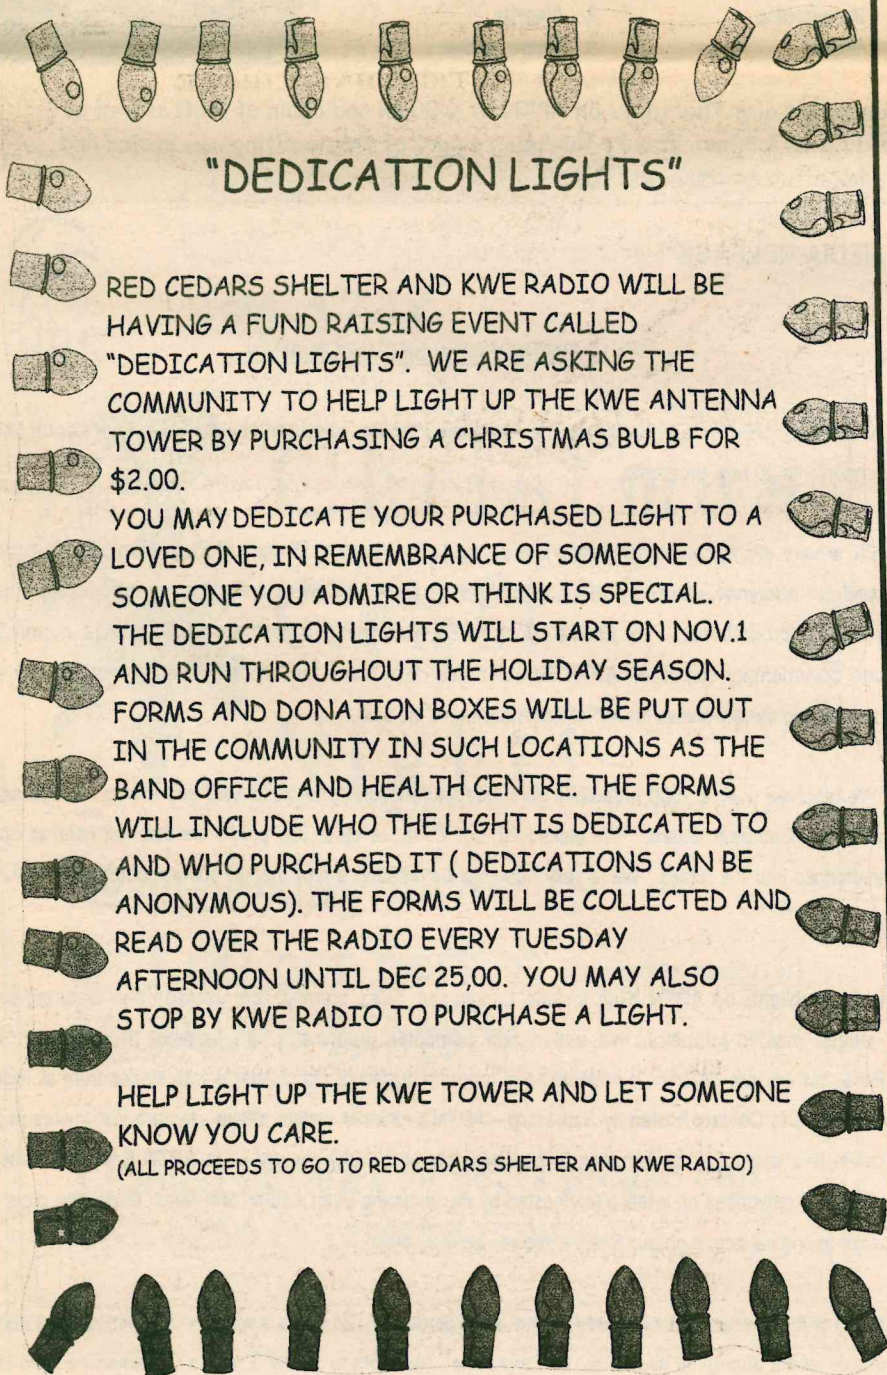 "DEDICATION LIGHTS"
RED CEDARS SHELTER AND KWE RADIO WILL BE
HAVING A FUND RAISING EVENT CALLED
"DEDICATION LIGHTS". WE ARE ASKING THE
COMMUNITY TO HELP LIGHT UP THE KWE ANTENNA
TOWER BY PURCHASING A CHRISTMAS BULB FOR
$2.00.
YOU MAY DEDICATE YOUR PURCHASED LIGHT TO A
LOVED ONE, IN REMEMBRANCE OF SOMEONE OR
SOMEONE YOU ADMIRE OR THINK IS SPECIAL.
THE DEDICATION LIGHTS WILL START ON NOV.1
AND RUN THROUGHOUT THE HOLIDAY SEASON.
FORMS AND DONATION BOXES WILL BE PUT OUT
IN THE COMMUNITY IN SUCH LOCATIONS AS THE
BAND OFFICE AND HEALTH CENTRE. THE FORMS
WILL INCLUDE WHO THE LIGHT IS DEDICATED TO
AND WHO PURCHASED IT ( DEDICATIONS CAN BE
ANONYMOUS). THE FORMS WILL BE COLLECTED AND
READ OVER THE RADIO EVERY TUESDAY
AFTERNOON UNTIL DEC 25,00. YOU MAY ALSO
STOP BY KWE RADIO TO PURCHASE A LIGHT.
HELP LIGHT UP THE KWE TOWER AND LET SOMEONE
KNOW YOU CARE.
(ALL PROCEEDS TO GO TO RED CEDARS SHELTER AND KWE RADIO)